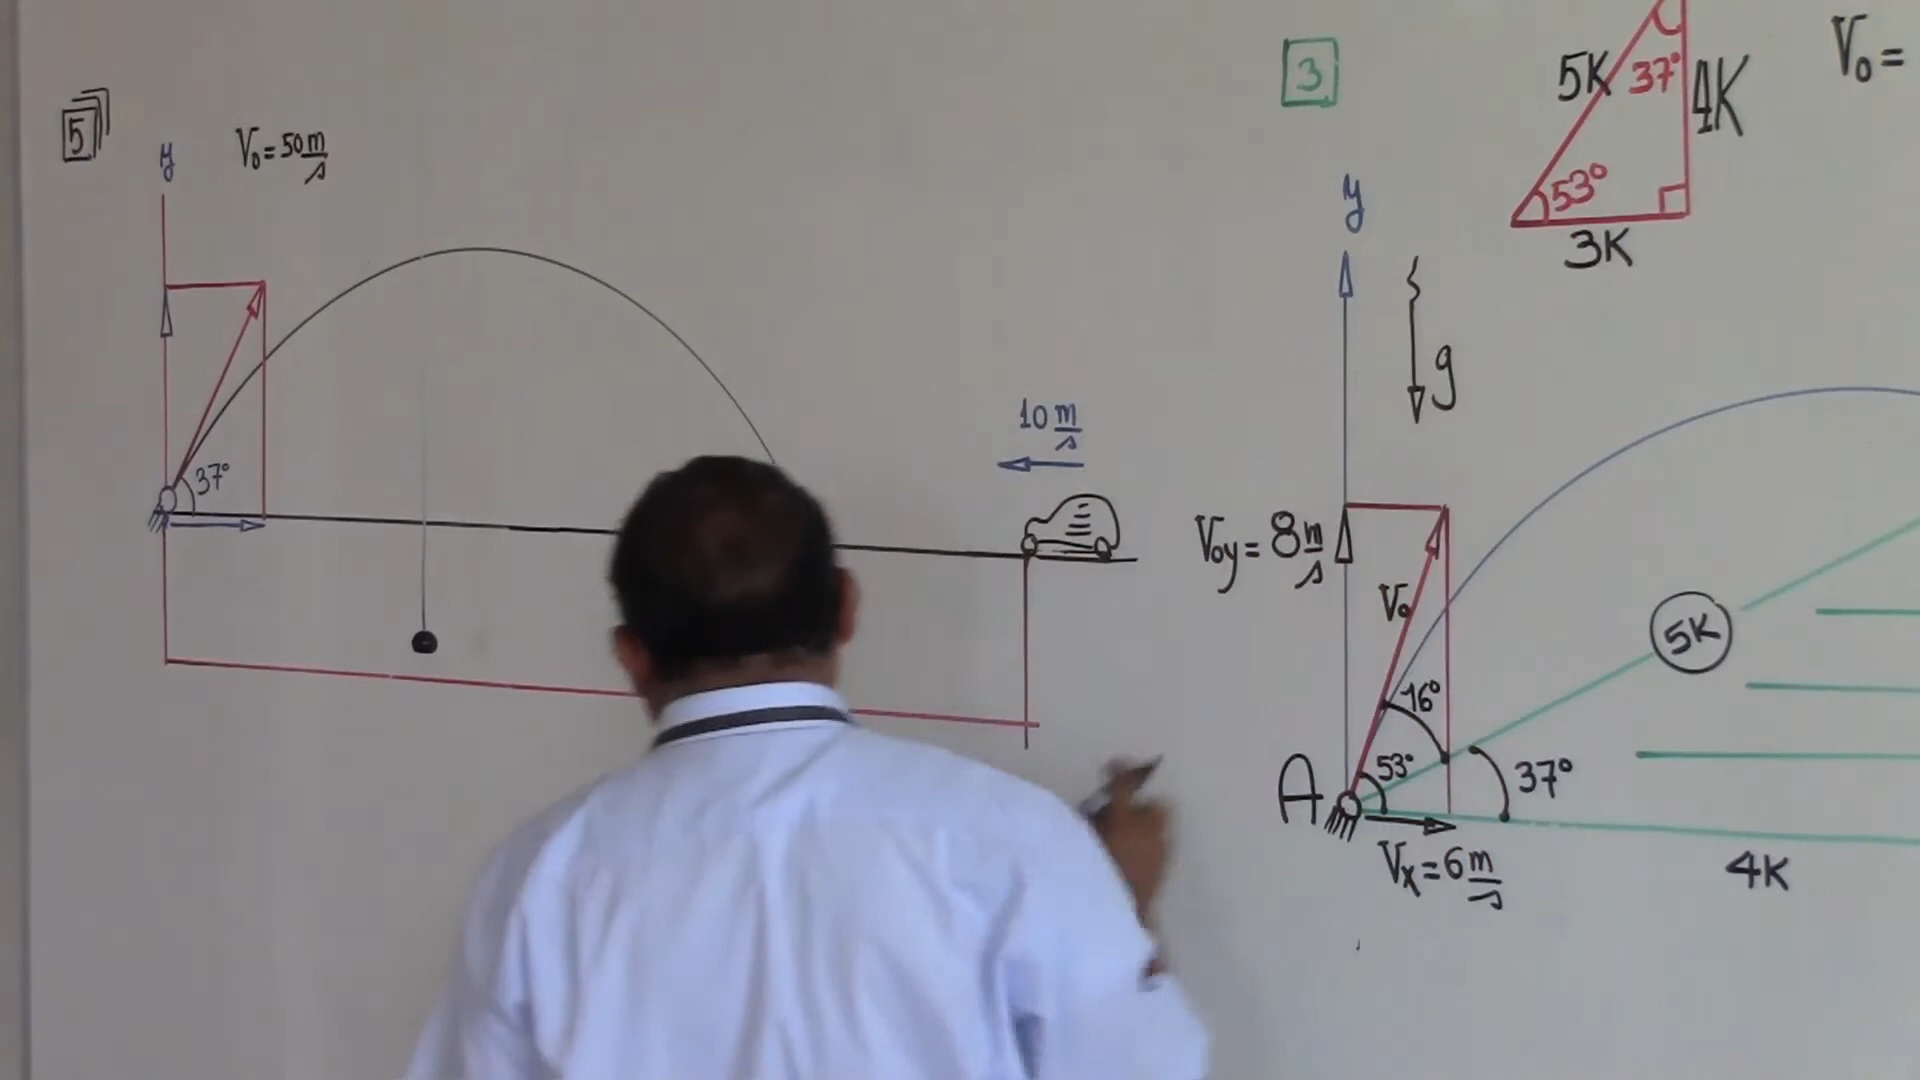 5
y
V₀ = 50 m/s
37°
10 m/s
3
5K
37°
4K
53°
3K
V₀ =
y
g
V₀y = 8 m/s
V₀
5K
16°
53°
37°
A
Vx = 6 m/s
4K